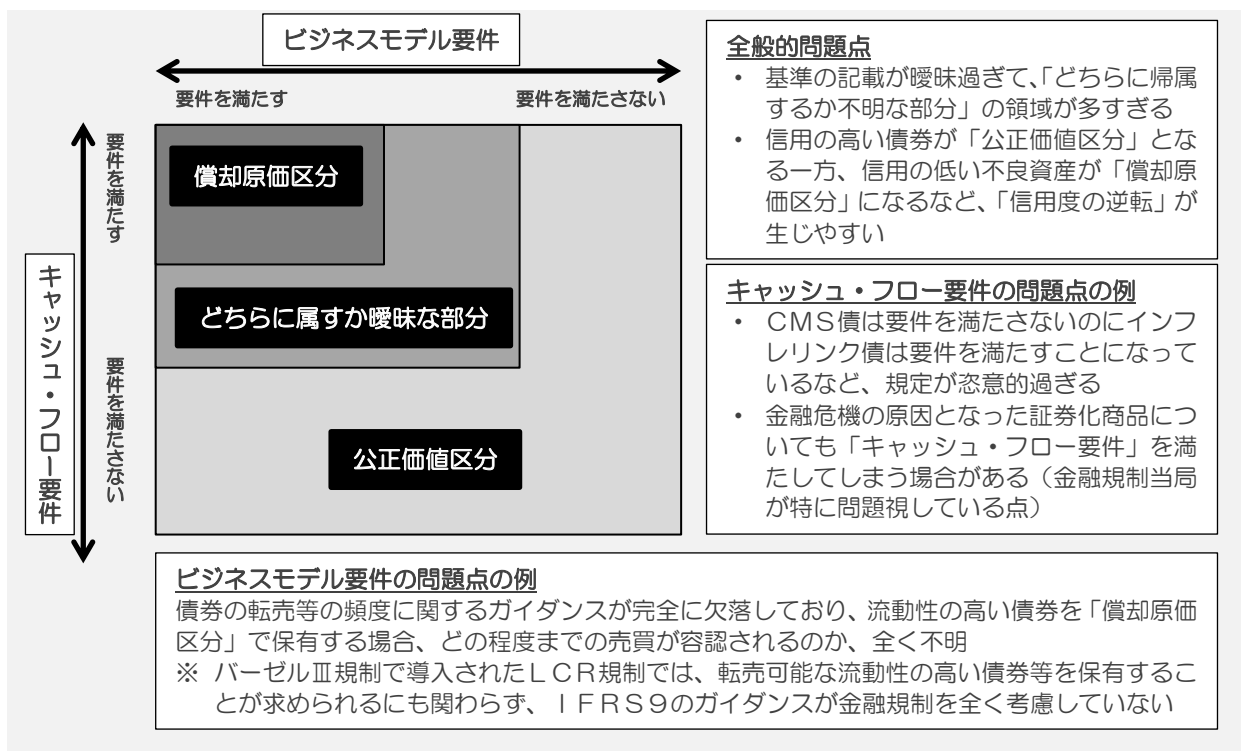 ビジネスモデル要件
要件を満たす
要件を満たさない
キャッシュ・フロー要件
要件を満たす
要件を満たさない
償却原価区分
どちらに属すか曖昧な部分
公正価値区分
全般的問題点
• 基準の記載が曖昧過ぎて、「どちらに帰属
するか不明な部分」の領域が多すぎる
• 信用の高い債券が「公正価値区分」とな
る一方、信用の低い不良資産が「償却原
価区分」になるなど、「信用度の逆転」が
生じやすい
キャッシュ・フロー要件の問題点の例
• ＣＭＳ債は要件を満たさないのにインフ
レリンク債は要件を満たすことになって
いるなど、規定が恣意的過ぎる
• 金融危機の原因となった証券化商品につ
いても「キャッシュ・フロー要件」を満
たしてしまう場合がある（金融規制当局
が特に問題視している点）
ビジネスモデル要件の問題点の例
債券の転売等の頻度に関するガイダンスが完全に欠落しており、流動性の高い債券を「償却原価
区分」で保有する場合、どの程度までの売買が容認されるのか、全く不明
※ バーゼルⅢ規制で導入されたＬＣＲ規制では、転売可能な流動性の高い債券等を保有するこ
とが求められるにも関わらず、ＩＦＲＳ９のガイダンスが金融規制を全く考慮していない